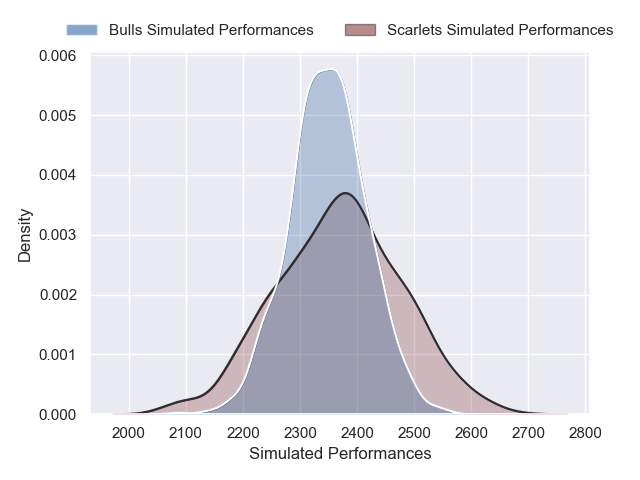 Bulls Simulated Performances Scarlets Simulated Performances
0.006
0.005
0.004
0.003
0.002
0.001
0.000
Density
2000 2100 2200 2300 2400 2500 2600 2700 2800
Simulated Performances